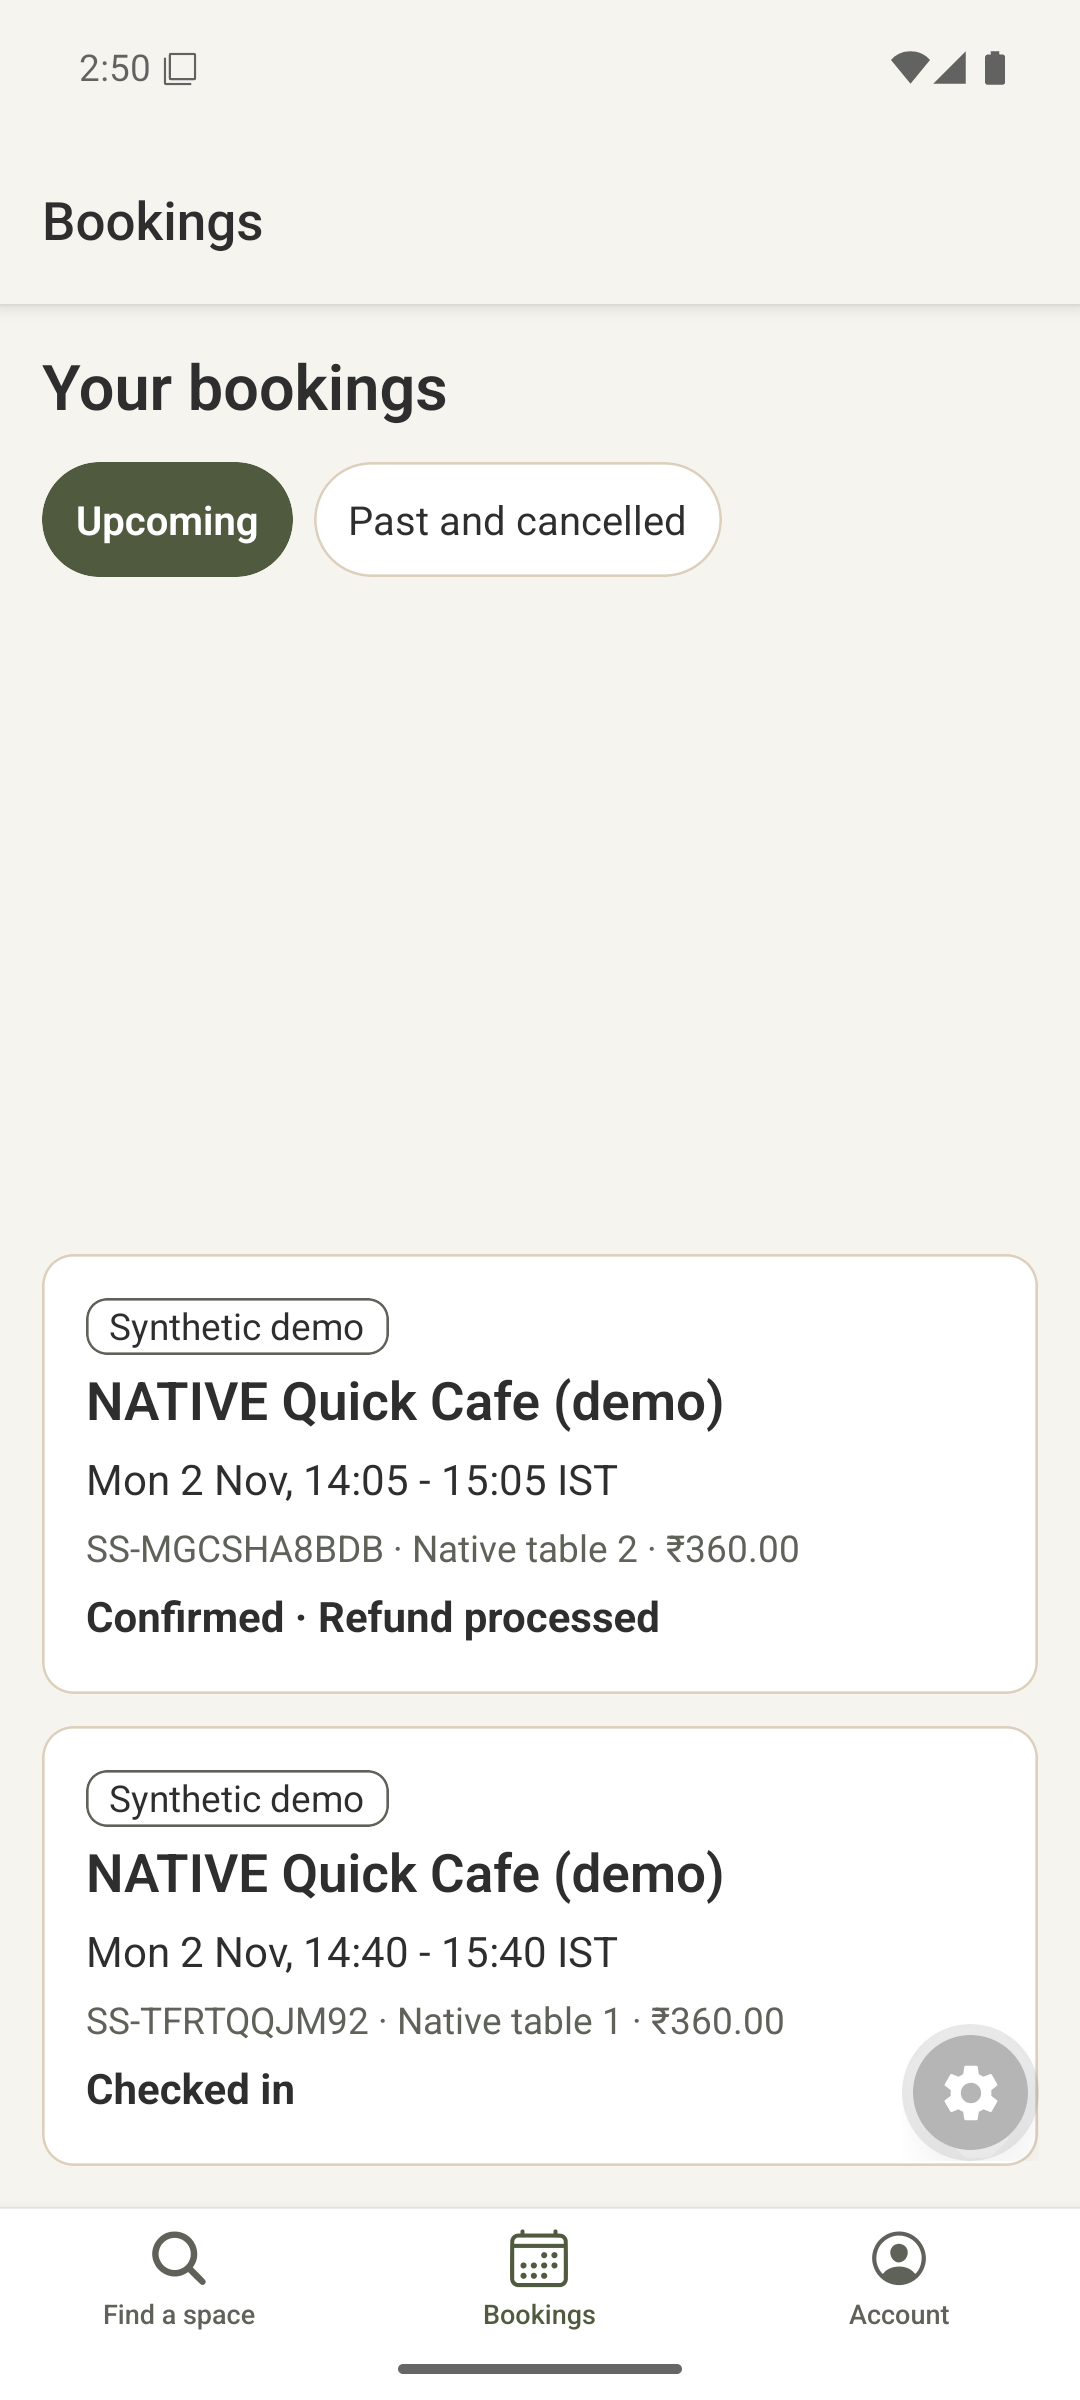 2:50
Bookings
Your bookings
Upcoming
Past and cancelled
Synthetic demo
NATIVE Quick Cafe (demo)
Mon 2 Nov, 14:05 - 15:05 IST
SS-MGCSHA8BDB · Native table 2 · ₹360.00
Confirmed · Refund processed
Synthetic demo
NATIVE Quick Cafe (demo)
Mon 2 Nov, 14:40 - 15:40 IST
SS-TFRTQQJM92 · Native table 1 · ₹360.00
Checked in
Find a space
Bookings
Account